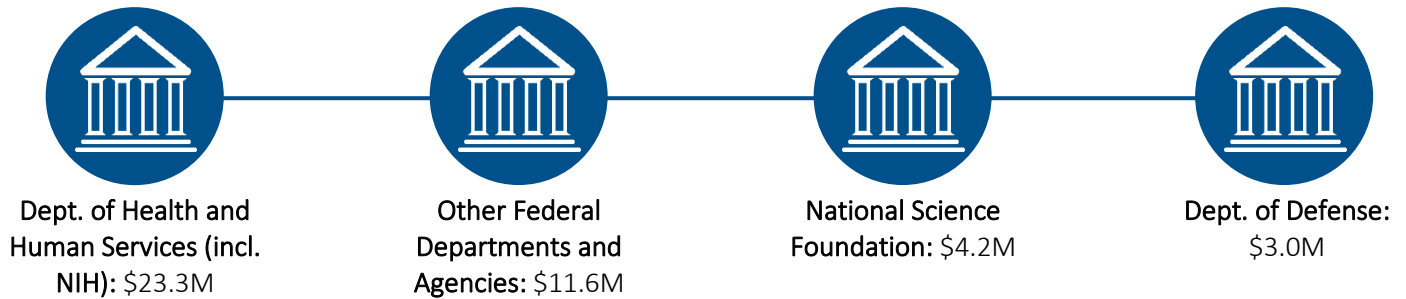 Dept. of Health and
Human Services (incl.
NIH): $23.3M
Other Federal
Departments and
Agencies: $11.6M
National Science
Foundation: $4.2M
Dept. of Defense:
$3.0M